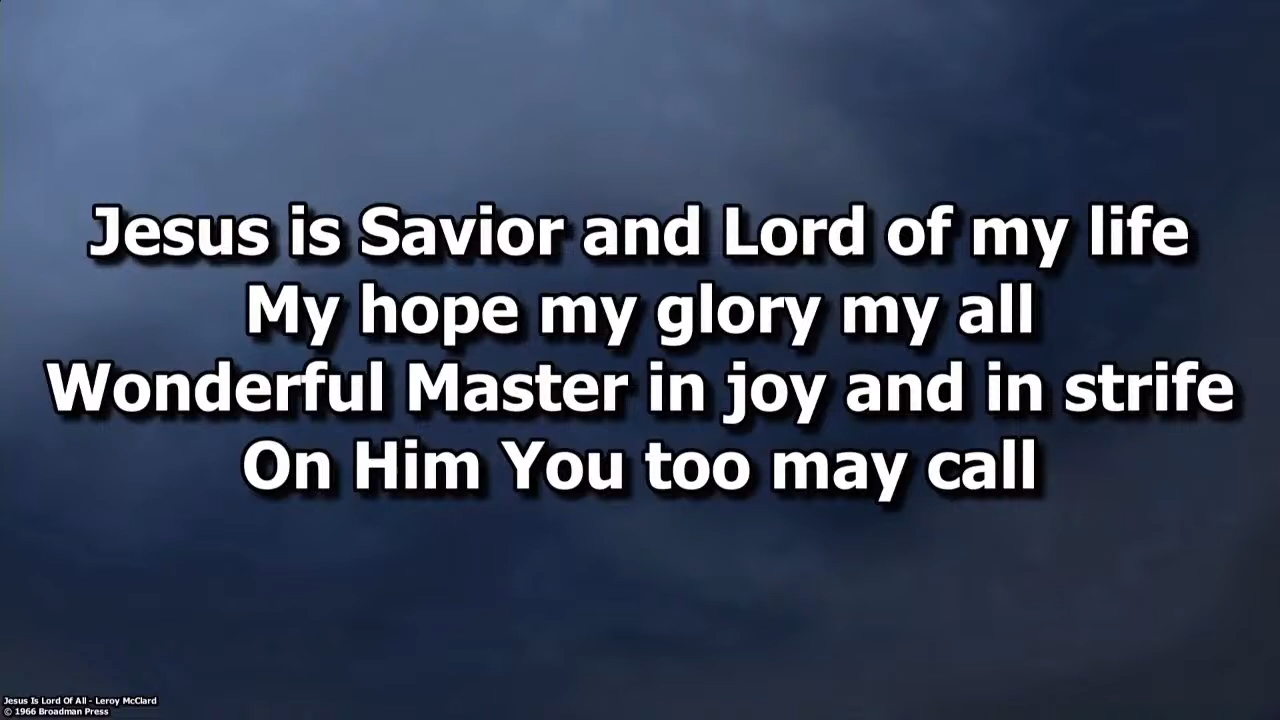 Jesus is Savior and Lord of my life
My hope my glory my all
Wonderful Master in joy and in strife
On Him You too may call
Jesus Is Lord Of All - Leroy McClard
© 1966 Broadman Press